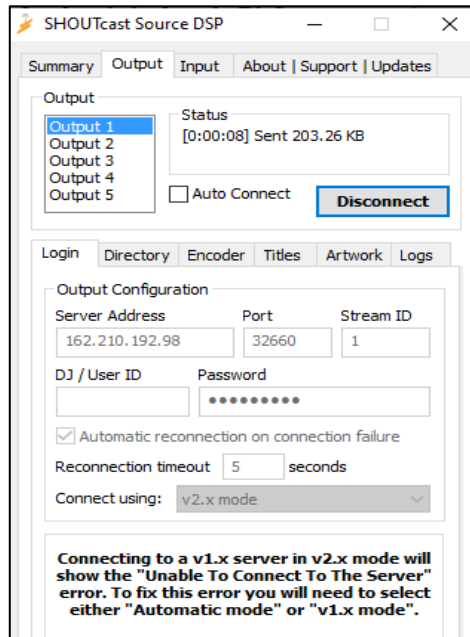 SHOUTcast Source DSP
Summary Output Input About | Support | Updates
Output
Output 1
Output 2
Output 3
Output 4
Output 5
Status
[0:00:08] Sent 203.26 KB
Auto Connect
Disconnect
Login Directory Encoder Titles Artwork Logs
Output Configuration
Server Address Port Stream ID
162.210.192.98 32660 1
DJ / User ID Password
●●●●●●●●●
Automatic reconnection on connection failure
Reconnection timeout 5 seconds
Connect using: v2.x mode
Connecting to a v1.x server in v2.x mode will
show the "Unable To Connect To The Server"
error. To fix this error you will need to select
either "Automatic mode" or "v1.x mode".